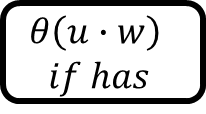 θ(u · w)
if has